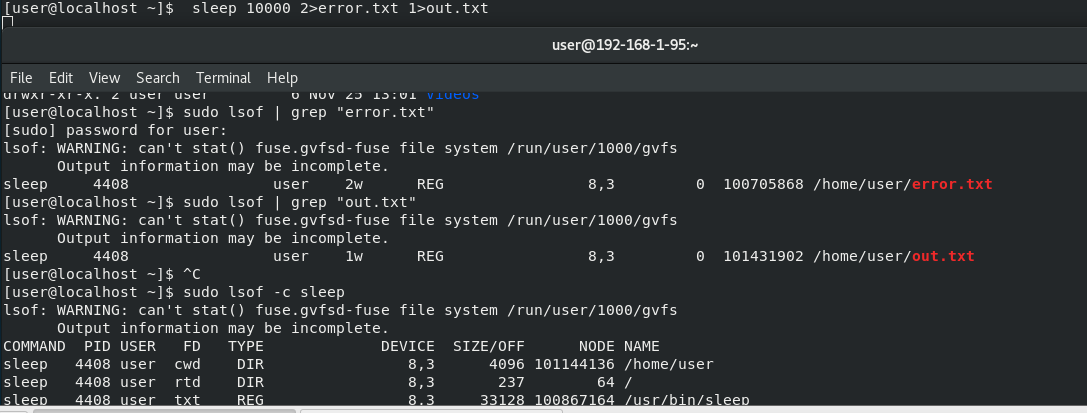 [user@localhost ~]$  sleep 10000 2>error.txt 1>out.txt
user@192-168-1-95:~
File Edit View Search Terminal Help
drwxr-xr-x. 2 user user 6 Nov 25 13:01 Videos
[user@localhost ~]$ sudo lsof | grep "error.txt"
[sudo] password for user:
lsof: WARNING: can't stat() fuse.gvfsd-fuse file system /run/user/1000/gvfs
      Output information may be incomplete.
sleep 4408 user 2w REG 8,3 0 100705868 /home/user/error.txt
[user@localhost ~]$ sudo lsof | grep "out.txt"
lsof: WARNING: can't stat() fuse.gvfsd-fuse file system /run/user/1000/gvfs
      Output information may be incomplete.
sleep 4408 user 1w REG 8,3 0 101431902 /home/user/out.txt
[user@localhost ~]$ ^C
[user@localhost ~]$ sudo lsof -c sleep
lsof: WARNING: can't stat() fuse.gvfsd-fuse file system /run/user/1000/gvfs
      Output information may be incomplete.
COMMAND PID USER FD TYPE DEVICE SIZE/OFF NODE NAME
sleep 4408 user cwd DIR 8,3 4096 101144136 /home/user
sleep 4408 user rtd DIR 8,3 237 64 /
sleep 4408 user txt REG 8,3 33128 100867164 /usr/bin/sleep